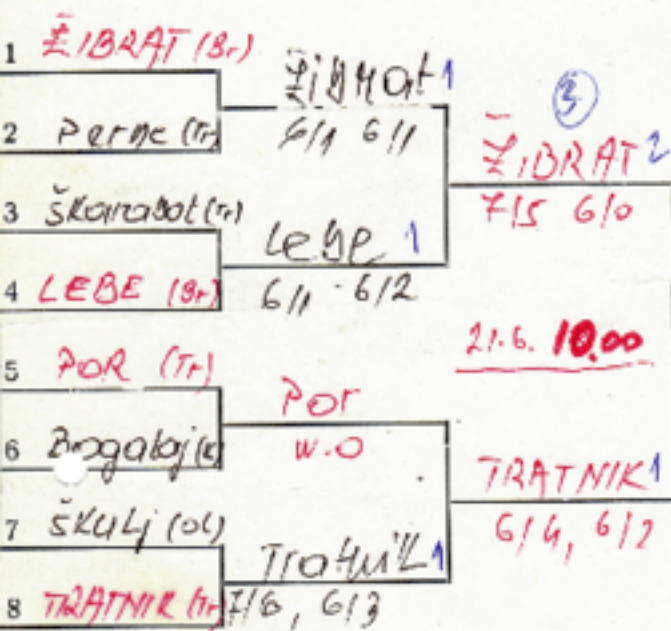 1 ŽIBRAT (Br)
2 Perne (Tr)
3 Škarabot (Tr)
4 LEBE (Br)
5 POR (Tr)
6 Brogalaj (K)
7 ŠKULJ (OL)
8 TRATNIK (Tr)
Žibrat 1
6/1 6/1
Lebe 1
6/1 6/2
Por
W.O
Tratnik 1
7/6, 6/3
3
ŽIBRAT 2
7/5 6/0
21.6. 10.00
TRATNIK 1
6/4, 6/2